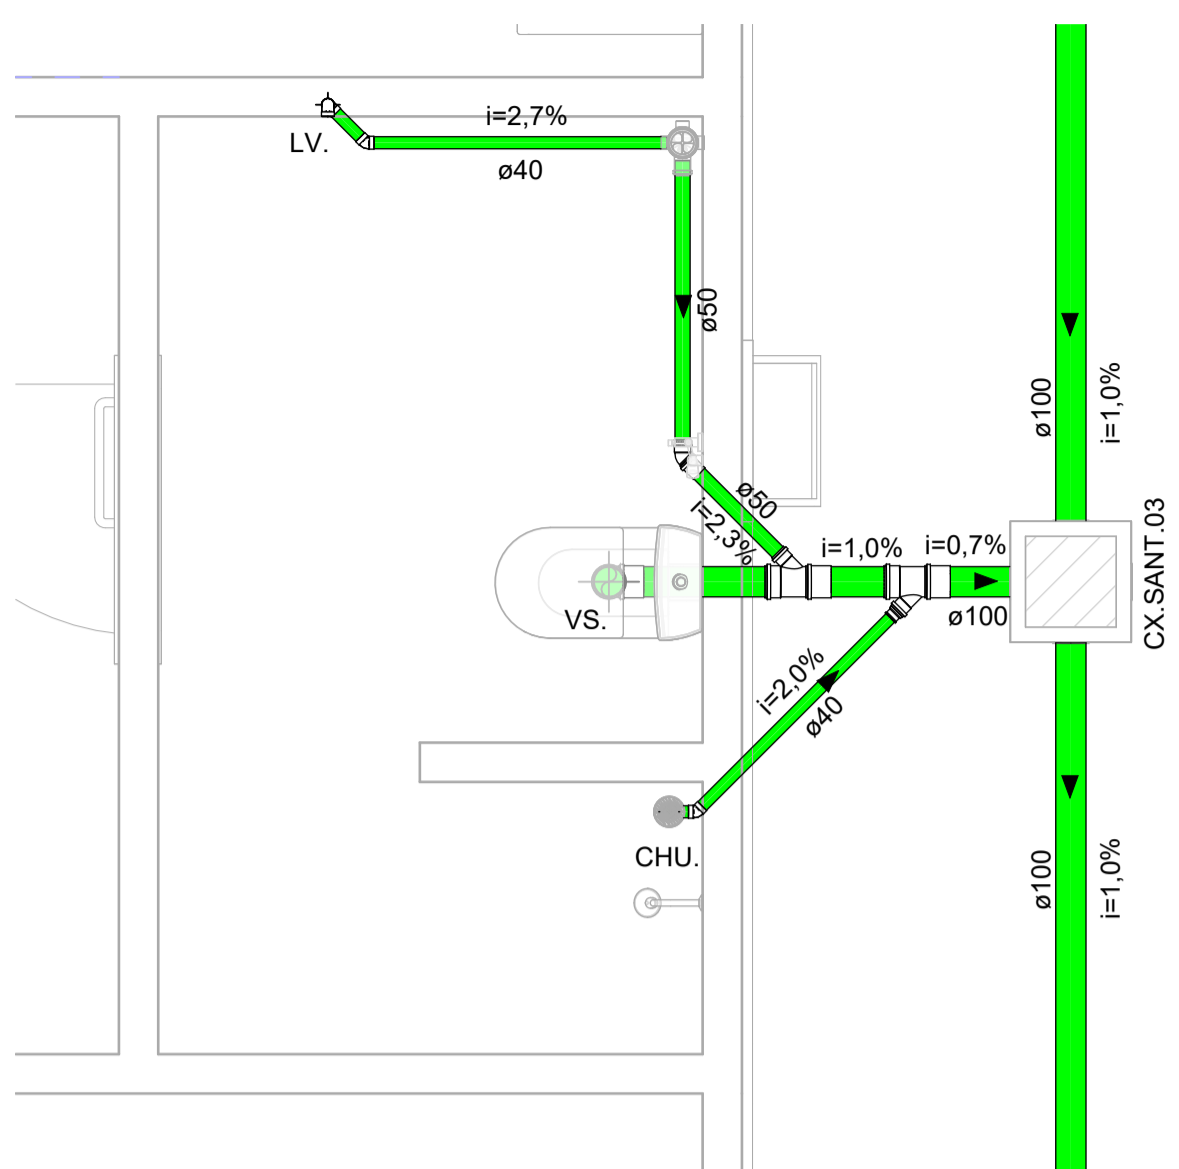 i=2,7%
LV.
ø40
ø50
ø100
i=1,0%
ø50
i=2,3%
i=1,0%
i=0,7%
CX.SANT.03
VS.
ø100
i=2,0%
ø40
CHU.
ø100
i=1,0%